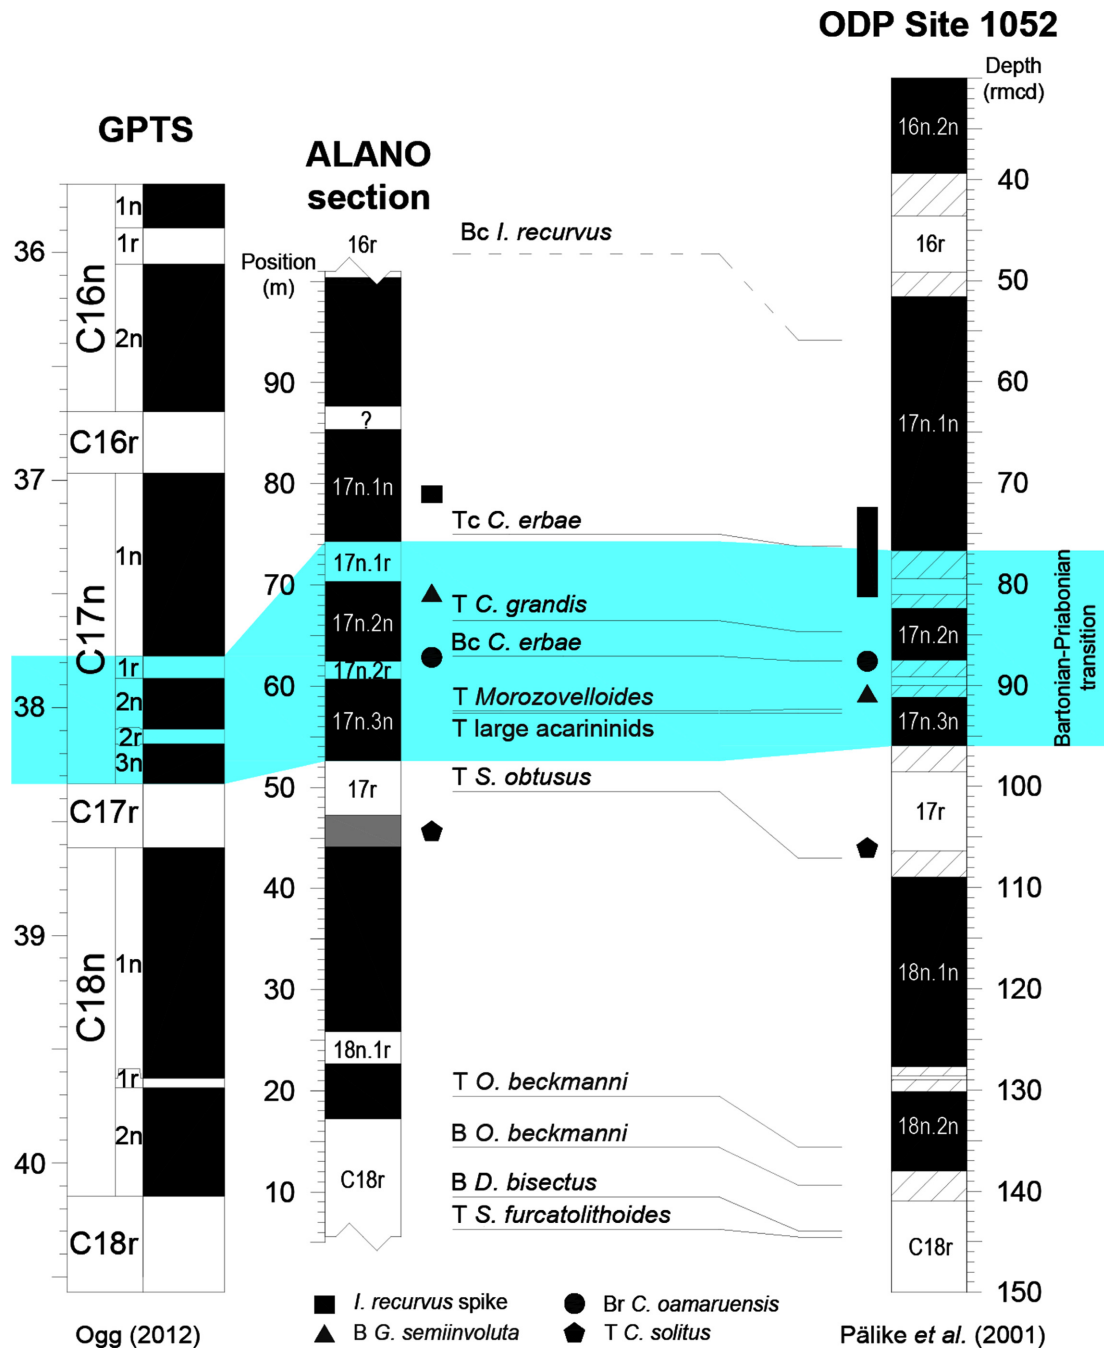 ODP Site 1052
Depth
(rmcd)
GPTS
ALANO
section
Position
(m)
36
37
38
39
40
C16n
1n
1r
2n
C16r
C17n
1n
1r
2n
2r
3n
C17r
C18n
1n
1r
2n
C18r
16r
?
17n.1n
17n.1r
17n.2n
17n.2r
17n.3n
17r
18n.1r
C18r
90
80
70
60
50
40
30
20
10
Bc I. recurvus
Tc C. erbae
T C. grandis
Bc C. erbae
T Morozovelloides
T large acarininids
T S. obtusus
T O. beckmanni
B O. beckmanni
B D. bisectus
T S. furcatolithoides
16n.2n
16r
17n.1n
17n.2n
17n.3n
17r
18n.1n
18n.2n
C18r
40
50
60
70
80
90
100
110
120
130
140
150
Bartonian-Priabonian
transition
I. recurvus spike
Br C. oamaruensis
B G. semiinvoluta
T C. solitus
Ogg (2012)
Pälike et al. (2001)